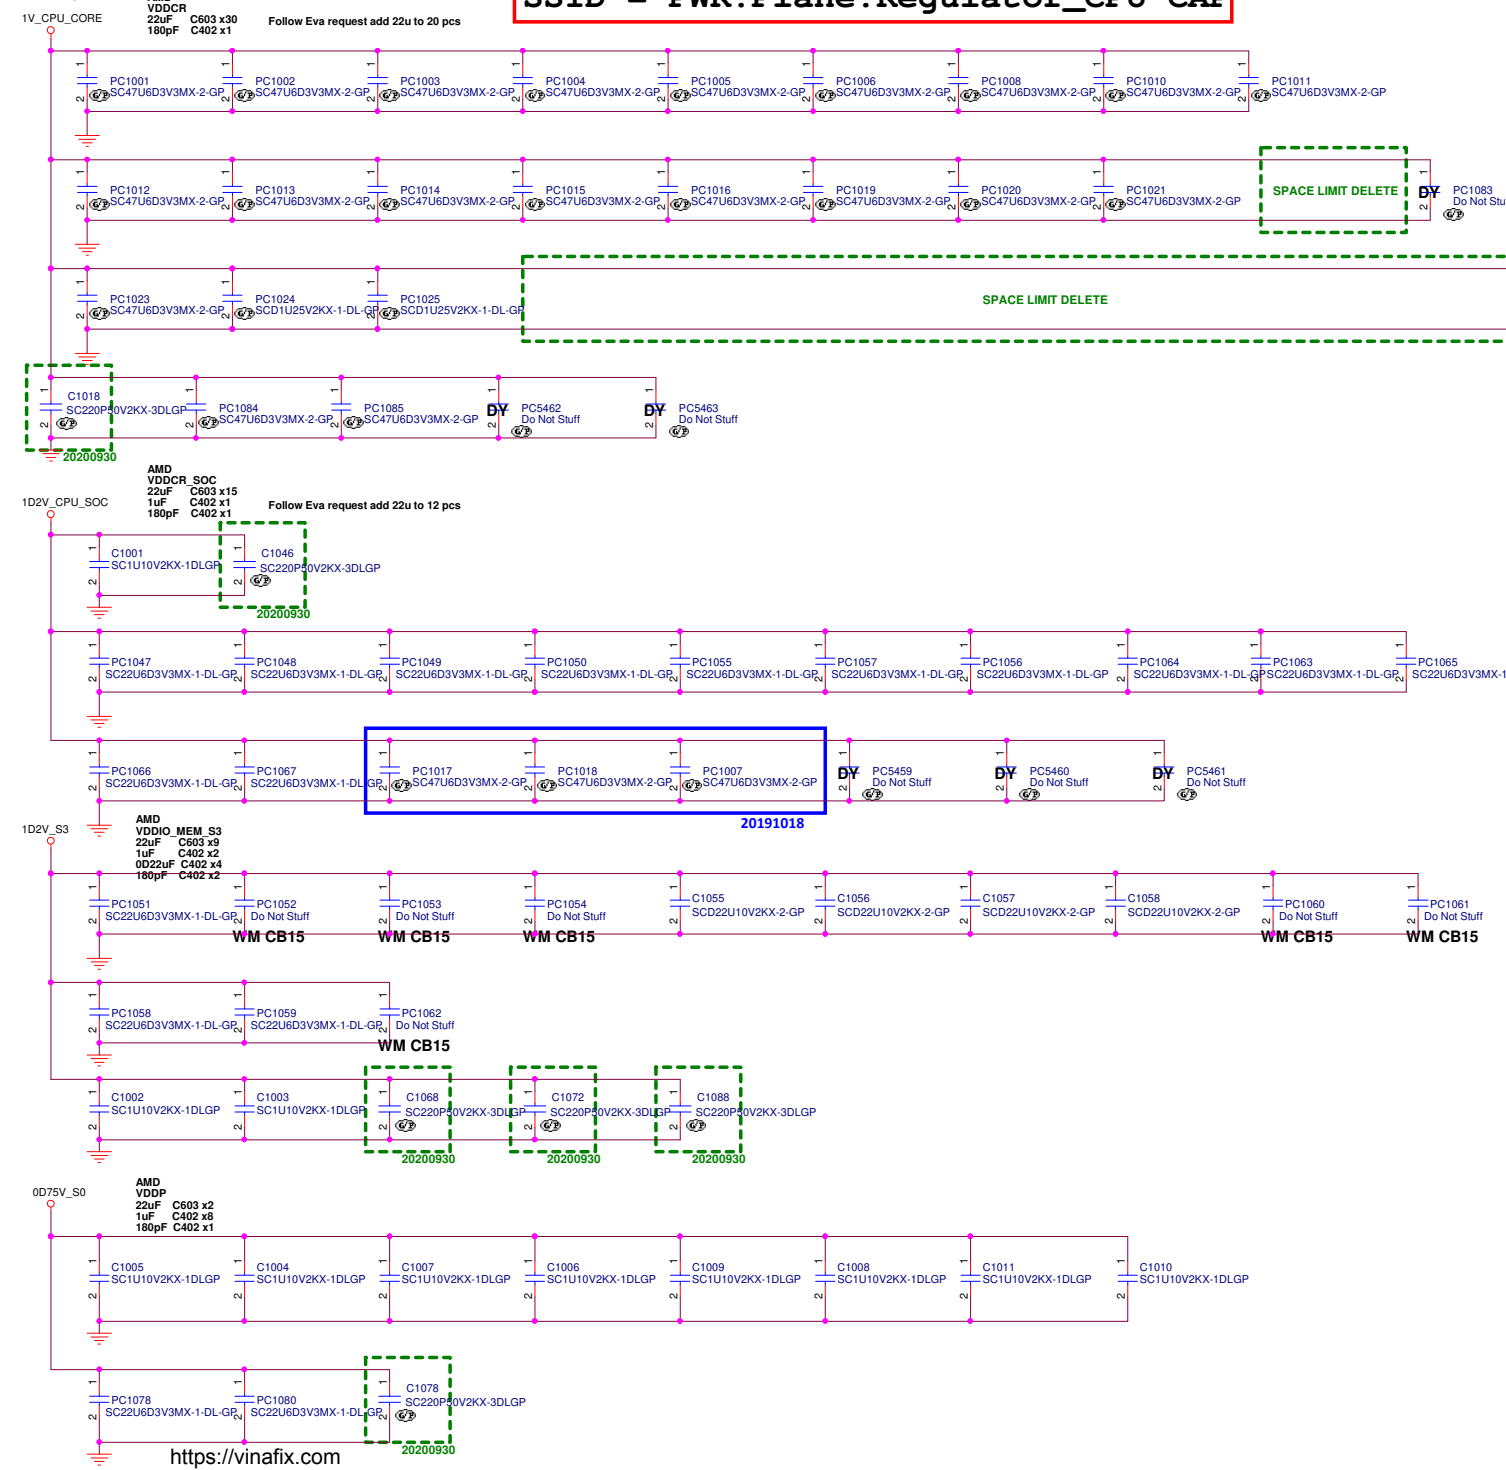 SSID = PWR.Plane.Regulator_CPU CAP
VDDCR
22uF C603 x30
180pF C402 x1
1V_CPU_CORE
Follow Eva request add 22u to 20 pcs
PC1001
SC47U6D3V3MX-2-GP
PC1002
SC47U6D3V3MX-2-GP
PC1003
SC47U6D3V3MX-2-GP
PC1004
SC47U6D3V3MX-2-GP
PC1005
SC47U6D3V3MX-2-GP
PC1006
SC47U6D3V3MX-2-GP
PC1008
SC47U6D3V3MX-2-GP
PC1010
SC47U6D3V3MX-2-GP
PC1011
SC47U6D3V3MX-2-GP
PC1012
SC47U6D3V3MX-2-GP
PC1013
SC47U6D3V3MX-2-GP
PC1014
SC47U6D3V3MX-2-GP
PC1015
SC47U6D3V3MX-2-GP
PC1016
SC47U6D3V3MX-2-GP
PC1019
SC47U6D3V3MX-2-GP
PC1020
SC47U6D3V3MX-2-GP
PC1021
SC47U6D3V3MX-2-GP
SPACE LIMIT DELETE
DY
PC1083
Do Not Stu
PC1023
SC47U6D3V3MX-2-GP
PC1024
SCD1U25V2KX-1-DL-GP
PC1025
SCD1U25V2KX-1-DL-GP
SPACE LIMIT DELETE
C1018
SC220P50V2KX-3DLGP
20200930
PC1084
SC47U6D3V3MX-2-GP
PC1085
SC47U6D3V3MX-2-GP
DY
PC5462
Do Not Stuff
DY
PC5463
Do Not Stuff
AMD
VDDCR_SOC
22uF C603 x15
1uF C402 x1
180pF C402 x1
1D2V_CPU_SOC
Follow Eva request add 22u to 12 pcs
C1001
SC1U10V2KX-1DLGP
C1046
SC220P50V2KX-3DLGP
20200930
PC1047
SC22U6D3V3MX-1-DL-GP
PC1048
SC22U6D3V3MX-1-DL-GP
PC1049
SC22U6D3V3MX-1-DL-GP
PC1050
SC22U6D3V3MX-1-DL-GP
PC1055
SC22U6D3V3MX-1-DL-GP
PC1057
SC22U6D3V3MX-1-DL-GP
PC1056
SC22U6D3V3MX-1-DL-GP
PC1064
SC22U6D3V3MX-1-DL-GP
PC1063
SC22U6D3V3MX-1-DL-GP
PC1065
SC22U6D3V3MX-1
PC1066
SC22U6D3V3MX-1-DL-GP
PC1067
SC22U6D3V3MX-1-DL-GP
PC1017
SC47U6D3V3MX-2-GP
PC1018
SC47U6D3V3MX-2-GP
PC1007
SC47U6D3V3MX-2-GP
20191018
DY
PC5459
Do Not Stuff
DY
PC5460
Do Not Stuff
DY
PC5461
Do Not Stuff
AMD
VDDIO_MEM_S3
22uF C603 x9
1uF C402 x2
0D22uF C402 x4
180pF C402 x2
1D2V_S3
PC1051
SC22U6D3V3MX-1-DL-GP
PC1052
Do Not Stuff
WM CB15
PC1053
Do Not Stuff
WM CB15
PC1054
Do Not Stuff
WM CB15
C1055
SCD22U10V2KX-2-GP
C1056
SCD22U10V2KX-2-GP
C1057
SCD22U10V2KX-2-GP
C1058
SCD22U10V2KX-2-GP
PC1060
Do Not Stuff
WM CB15
PC1061
Do Not Stuff
WM CB15
PC1058
SC22U6D3V3MX-1-DL-GP
PC1059
SC22U6D3V3MX-1-DL-GP
PC1062
Do Not Stuff
WM CB15
C1002
SC1U10V2KX-1DLGP
C1003
SC1U10V2KX-1DLGP
C1068
SC220P50V2KX-3DLGP
20200930
C1072
SC220P50V2KX-3DLGP
20200930
C1088
SC220P50V2KX-3DLGP
20200930
AMD
VDDP
22uF C603 x2
1uF C402 x8
180pF C402 x1
0D75V_S0
C1005
SC1U10V2KX-1DLGP
C1004
SC1U10V2KX-1DLGP
C1007
SC1U10V2KX-1DLGP
C1006
SC1U10V2KX-1DLGP
C1009
SC1U10V2KX-1DLGP
C1008
SC1U10V2KX-1DLGP
C1011
SC1U10V2KX-1DLGP
C1010
SC1U10V2KX-1DLGP
PC1078
SC22U6D3V3MX-1-DL-GP
PC1080
SC22U6D3V3MX-1-DL-GP
C1078
SC220P50V2KX-3DLGP
20200930
https://vinafix.com